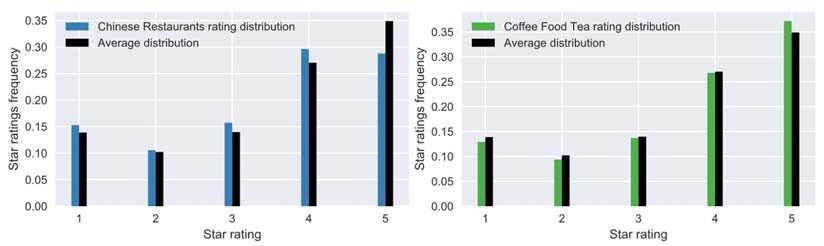 Chinese Restaurants rating distribution
Average distribution
0.35
0.30
0.25
0.20
0.15
0.10
0.05
0.00
Star ratings frequency
1 2 3 4 5
Star rating
Coffee Food Tea rating distribution
Average distribution
0.35
0.30
0.25
0.20
0.15
0.10
0.05
0.00
Star ratings frequency
1 2 3 4 5
Star rating